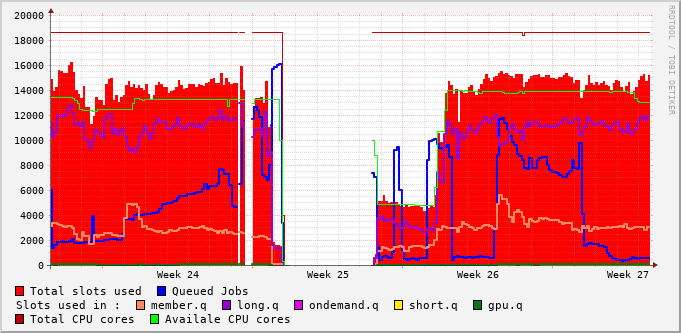 20000
18000
16000
14000
12000
10000
8000
6000
4000
2000
0
Week 24 Week 25 Week 26 Week 27
RRDTOOL / TOBI OETIKER
Total slots used Queued Jobs
Slots used in : member.q long.q ondemand.q short.q gpu.q
Total CPU cores Availale CPU cores